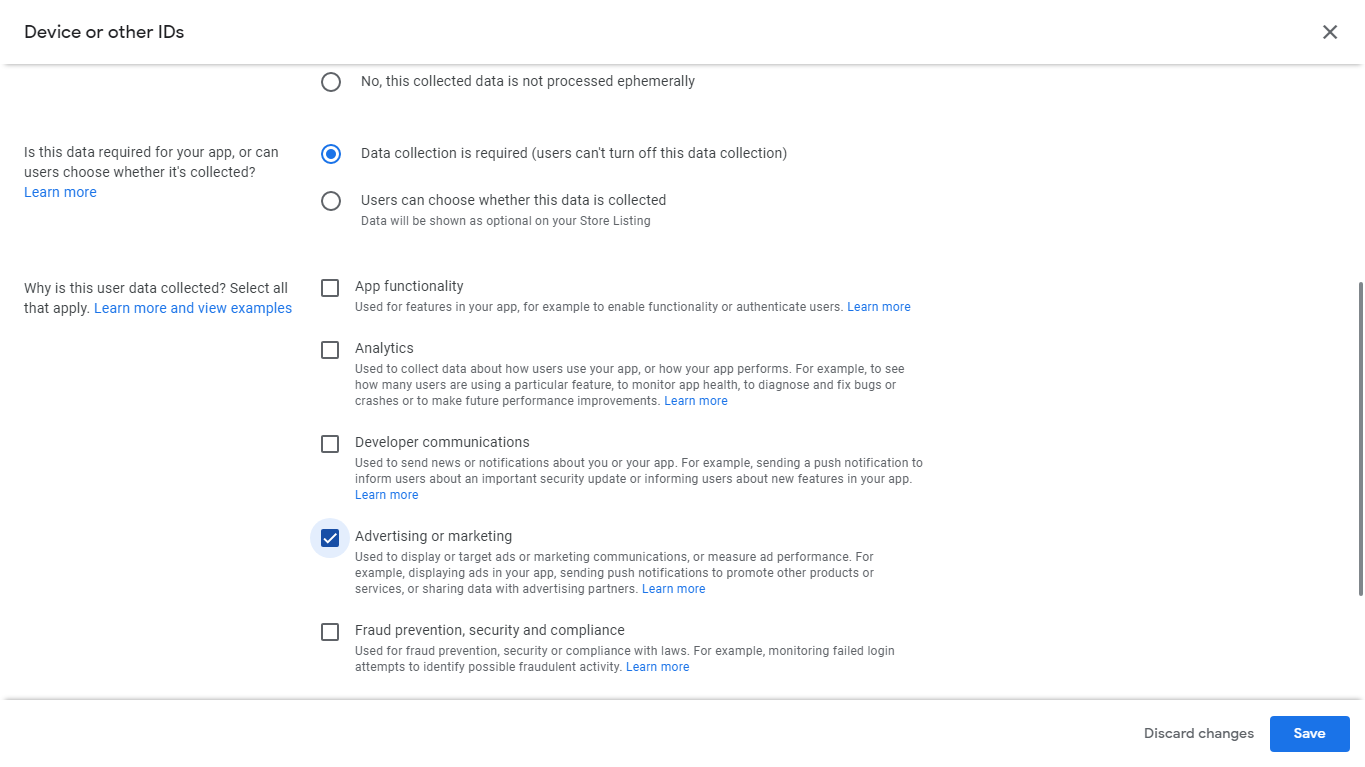 Device or other IDs
No, this collected data is not processed ephemerally
Is this data required for your app, or can
users choose whether it's collected?
Learn more
Data collection is required (users can't turn off this data collection)
Users can choose whether this data is collected
Data will be shown as optional on your Store Listing
Why is this user data collected? Select all
that apply. Learn more and view examples
App functionality
Used for features in your app, for example to enable functionality or authenticate users. Learn more
Analytics
Used to collect data about how users use your app, or how your app performs. For example, to see
how many users are using a particular feature, to monitor app health, to diagnose and fix bugs or
crashes or to make future performance improvements. Learn more
Developer communications
Used to send news or notifications about you or your app. For example, sending a push notification to
inform users about an important security update or informing users about new features in your app.
Learn more
Advertising or marketing
Used to display or target ads or marketing communications, or measure ad performance. For
example, displaying ads in your app, sending push notifications to promote other products or
services, or sharing data with advertising partners. Learn more
Fraud prevention, security and compliance
Used for fraud prevention, security or compliance with laws. For example, monitoring failed login
attempts to identify possible fraudulent activity. Learn more
Discard changes
Save